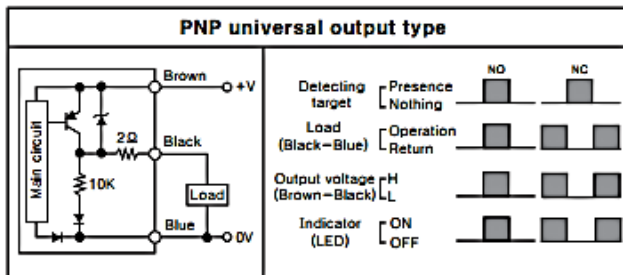 PNP universal output type
Main circuit
Brown
+V
2Ω
Black
10K
Load
Blue
0V
NO
NC
Detecting target
Presence
Nothing
Load
(Black-Blue)
Operation
Return
Output voltage
(Brown-Black)
H
L
Indicator
(LED)
ON
OFF